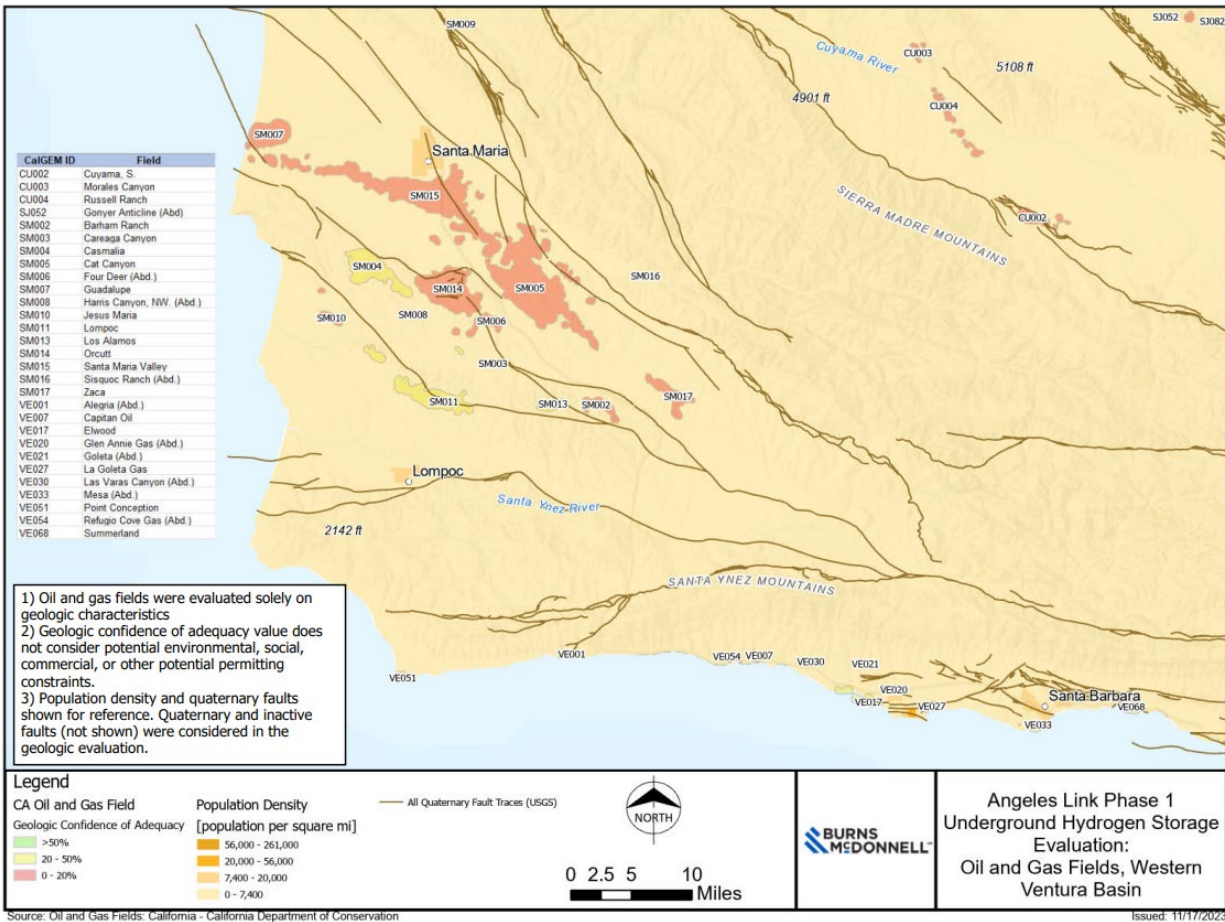 SM009
SJ052
SJ082
Cuyama River
CU003
5108 ft
4901 ft
CU004
SM007
Santa Maria
SM015
SIERRA MADRE MOUNTAINS
CU002
SM004
SM016
SM014
SM005
SM010
SM008
SM006
SM003
SM011
SM013
SM002
SM017
Lompoc
Santa Ynez River
2142 ft
SANTA YNEZ MOUNTAINS
VE001
VE054
VE007
VE030
VE021
VE051
VE020
VE017
VE027
Santa Barbara
VE033
VE068
CalGEM ID Field
CU002 Cuyama, S.
CU003 Morales Canyon
CU004 Russell Ranch
SJ052 Gonyer Anticline (Abd)
SM002 Barham Ranch
SM003 Careaga Canyon
SM004 Casmalia
SM005 Cat Canyon
SM006 Four Deer (Abd.)
SM007 Guadalupe
SM008 Harris Canyon, NW. (Abd.)
SM010 Jesus Maria
SM011 Lompoc
SM013 Los Alamos
SM014 Orcutt
SM015 Santa Maria Valley
SM016 Sisquoc Ranch (Abd.)
SM017 Zaca
VE001 Alegria (Abd.)
VE007 Capitan Oil
VE017 Elwood
VE020 Glen Annie Gas (Abd.)
VE021 Goleta (Abd.)
VE027 La Goleta Gas
VE030 Las Varas Canyon (Abd.)
VE033 Mesa (Abd.)
VE051 Point Conception
VE054 Refugio Cove Gas (Abd.)
VE068 Summerland
1) Oil and gas fields were evaluated solely on
geologic characteristics
2) Geologic confidence of adequacy value does
not consider potential environmental, social,
commercial, or other potential permitting
constraints.
3) Population density and quaternary faults
shown for reference. Quaternary and inactive
faults (not shown) were considered in the
geologic evaluation.
Legend
CA Oil and Gas Field
Geologic Confidence of Adequacy
>50%
20 - 50%
0 - 20%
Population Density
[population per square mi]
56,000 - 261,000
20,000 - 56,000
7,400 - 20,000
0 - 7,400
All Quaternary Fault Traces (USGS)
NORTH
0 2.5 5 10
Miles
BURNS
McDONNELL
Angeles Link Phase 1
Underground Hydrogen Storage
Evaluation:
Oil and Gas Fields, Western
Ventura Basin
Source: Oil and Gas Fields: California - California Department of Conservation
Issued: 11/17/2023